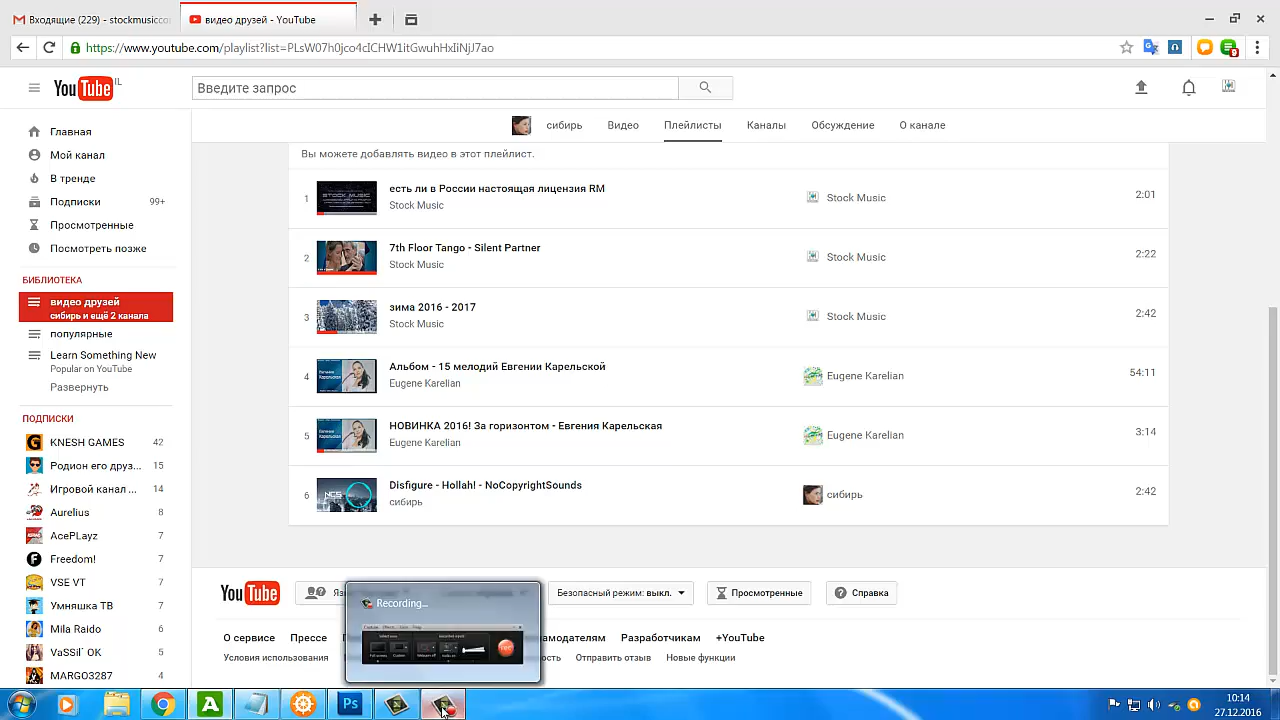 Входящие (229) - stockmusicco
видео друзей - YouTube
https://www.youtube.com/playlist?list=PLsW07h0jco4cICHW1itGwuhHxIiNj7ao
YouTube IL
Введите запрос
сибирь Видео Плейлисты Каналы Обсуждение О канале
Главная
Мой канал
В тренде
Подписки 99+
Просмотренные
Посмотреть позже
БИБЛИОТЕКА
видео друзей
сибирь и ещё 2 канала
популярные
Learn Something New
Popular on YouTube
Развернуть
ПОДПИСКИ
KNESH GAMES 42
Родион его друз... 15
Игровой канал ... 14
Aurelius 8
AcePLayz 7
Freedom! 7
VSE VT 7
Умняшка ТВ 6
Mila Raido 6
VaSSil` OK 5
MARGO3287 4
Вы можете добавлять видео в этот плейлист.
1 есть ли в России настоящая лицензия RM Stock Music 2:01
Stock Music
2 7th Floor Tango - Silent Partner Stock Music 2:22
Stock Music
3 зима 2016 - 2017 Stock Music 2:42
Stock Music
4 Альбом - 15 мелодий Евгении Карельской Eugene Karelian 54:11
Eugene Karelian
5 НОВИНКА 2016! За горизонтом - Евгения Карельская Eugene Karelian 3:14
Eugene Karelian
6 Disfigure - Hollah! - NoCopyrightSounds сибирь 2:42
сибирь
YouTube Безопасный режим: выкл. Просмотренные Справка
Recording...
О сервисе Прессе Разработчикам +YouTube
Условия использования Отправить отзыв Новые функции
10:14
27.12.2016